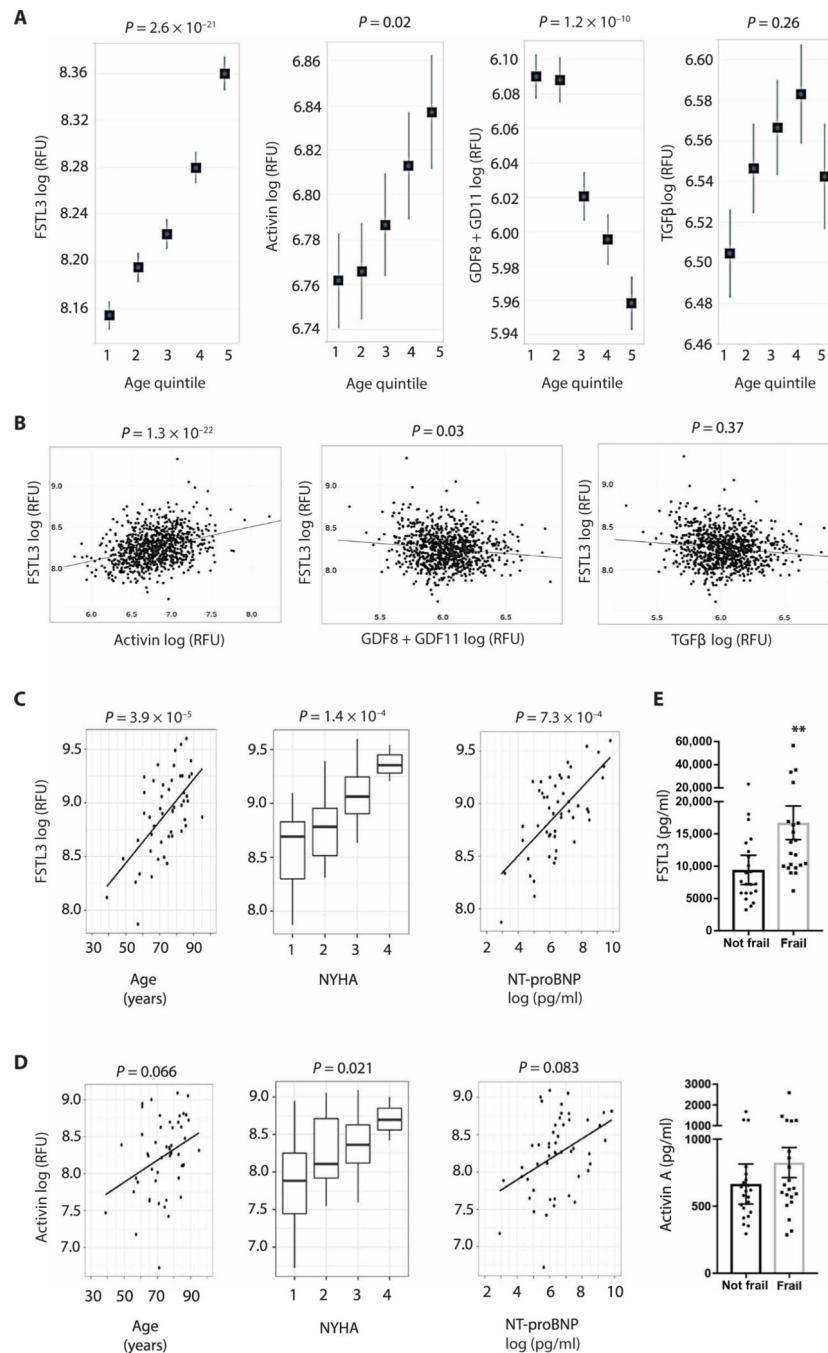 A
P = 2.6 × 10⁻²¹
FSTL3 log (RFU)
8.36
8.28
8.24
8.20
8.16
1 2 3 4 5
Age quintile
P = 0.02
Activin log (RFU)
6.86
6.84
6.82
6.80
6.78
6.76
6.74
1 2 3 4 5
Age quintile
P = 1.2 × 10⁻¹⁰
GDF8 + GD11 log (RFU)
6.10
6.08
6.04
6.02
6.00
5.96
5.94
1 2 3 4 5
Age quintile
P = 0.26
TGFβ log (RFU)
6.60
6.58
6.56
6.54
6.50
6.48
6.46
1 2 3 4 5
Age quintile
B
P = 1.3 × 10⁻²²
FSTL3 log (RFU)
9.0
8.5
8.0
6.0 6.5 7.0 7.5 8.0
Activin log (RFU)
P = 0.03
FSTL3 log (RFU)
9.0
8.5
8.0
5.5 6.0 6.5
GDF8 + GDF11 log (RFU)
P = 0.37
FSTL3 log (RFU)
9.0
8.5
8.0
5.5 6.0 6.5
TGFβ log (RFU)
C
P = 3.9 × 10⁻⁵
FSTL3 log (RFU)
9.5
9.0
8.5
8.0
30 50 70 90
Age
(years)
P = 1.4 × 10⁻⁴
9.5
9.0
8.5
8.0
1 2 3 4
NYHA
P = 7.3 × 10⁻⁴
9.5
9.0
8.5
8.0
2 4 6 8 10
NT-proBNP
log (pg/ml)
E
**
FSTL3 (pg/ml)
60,000
40,000
20,000
15,000
10,000
5000
0
Not frail Frail
D
P = 0.066
Activin log (RFU)
9.0
8.5
8.0
7.5
7.0
30 50 70 90
Age
(years)
P = 0.021
9.0
8.5
8.0
7.5
7.0
1 2 3 4
NYHA
P = 0.083
9.0
8.5
8.0
7.5
7.0
2 4 6 8 10
NT-proBNP
log (pg/ml)
Activin A (pg/ml)
3000
2000
1000
500
0
Not frail Frail